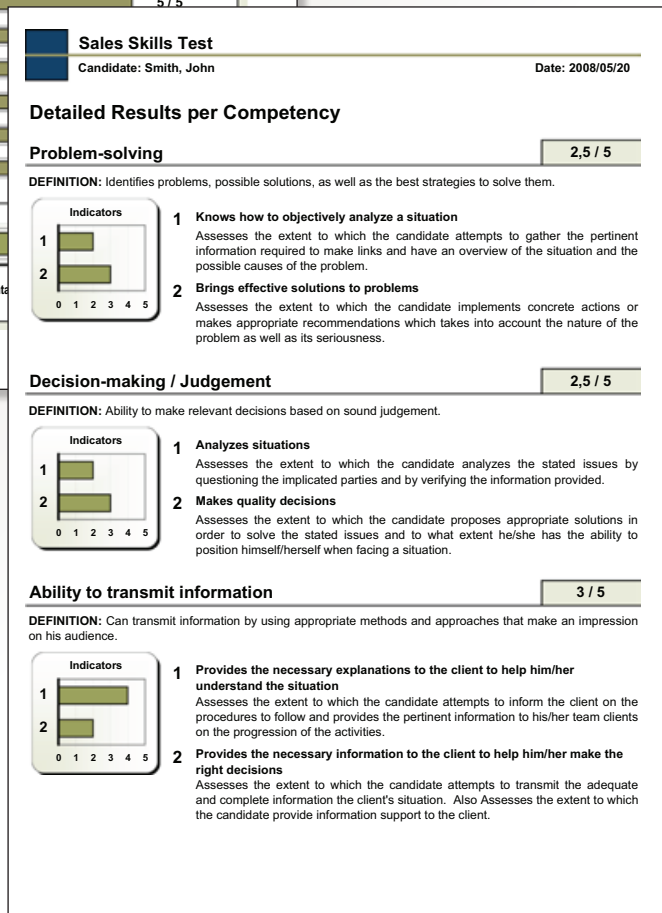 5 / 5
Sales Skills Test
Candidate: Smith, John Date: 2008/05/20
Detailed Results per Competency
Problem-solving 2,5 / 5
DEFINITION: Identifies problems, possible solutions, as well as the best strategies to solve them.
Indicators
1
2
0 1 2 3 4 5
1 Knows how to objectively analyze a situation
Assesses the extent to which the candidate attempts to gather the pertinent
information required to make links and have an overview of the situation and the
possible causes of the problem.
2 Brings effective solutions to problems
Assesses the extent to which the candidate implements concrete actions or
makes appropriate recommendations which takes into account the nature of the
problem as well as its seriousness.
Decision-making / Judgement 2,5 / 5
DEFINITION: Ability to make relevant decisions based on sound judgement.
Indicators
1
2
0 1 2 3 4 5
1 Analyzes situations
Assesses the extent to which the candidate analyzes the stated issues by
questioning the implicated parties and by verifying the information provided.
2 Makes quality decisions
Assesses the extent to which the candidate proposes appropriate solutions in
order to solve the stated issues and to what extent he/she has the ability to
position himself/herself when facing a situation.
Ability to transmit information 3 / 5
DEFINITION: Can transmit information by using appropriate methods and approaches that make an impression
on his audience.
Indicators
1
2
0 1 2 3 4 5
1 Provides the necessary explanations to the client to help him/her
understand the situation
Assesses the extent to which the candidate attempts to inform the client on the
procedures to follow and provides the pertinent information to his/her team clients
on the progression of the activities.
2 Provides the necessary information to the client to help him/her make the
right decisions
Assesses the extent to which the candidate attempts to transmit the adequate
and complete information the client's situation. Also Assesses the extent to which
the candidate provide information support to the client.